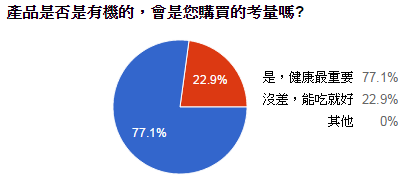 產品是否是有機的，會是您購買的考量嗎?
是，健康最重要 77.1%
沒差，能吃就好 22.9%
其他 0%
22.9%
77.1%